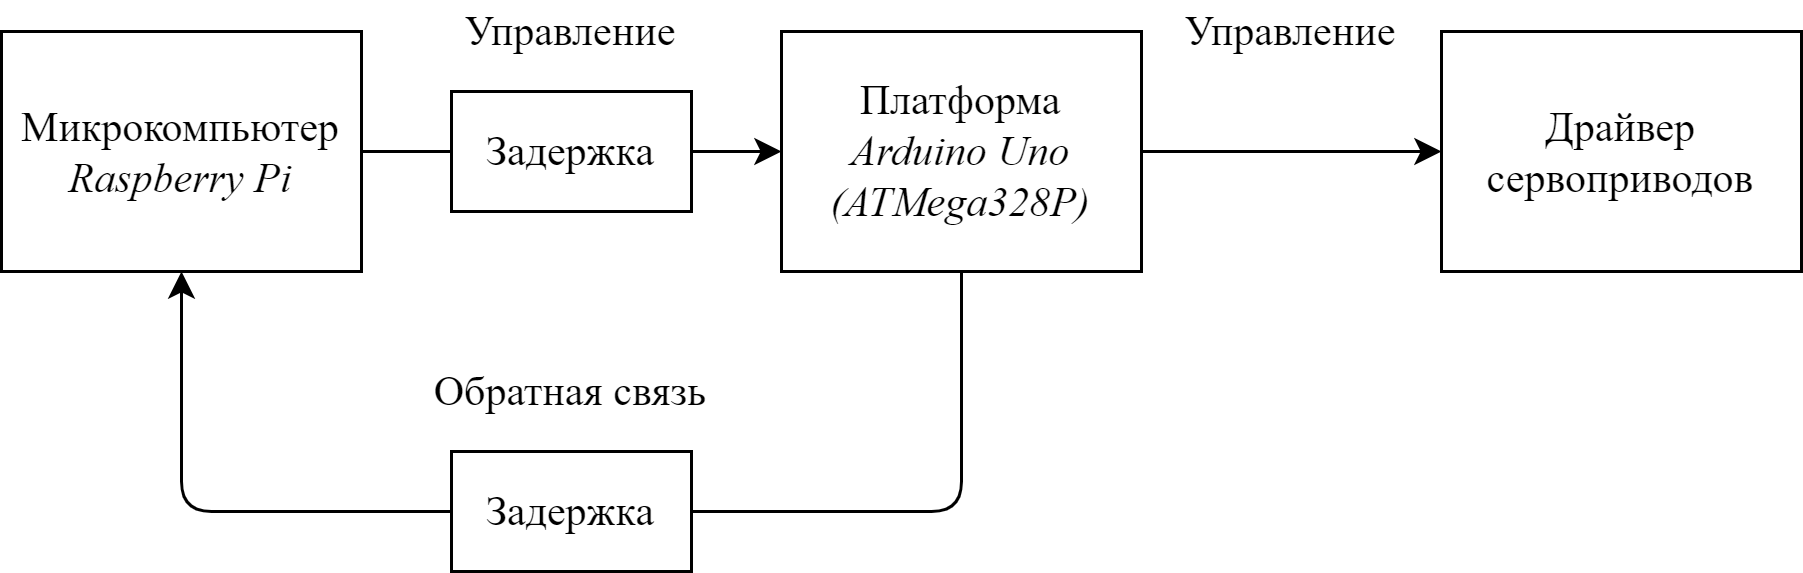 Управление
Управление
Микрокомпьютер
Raspberry Pi
Задержка
Платформа
Arduino Uno
(ATMega328P)
Драйвер
сервоприводов
Обратная связь
Задержка